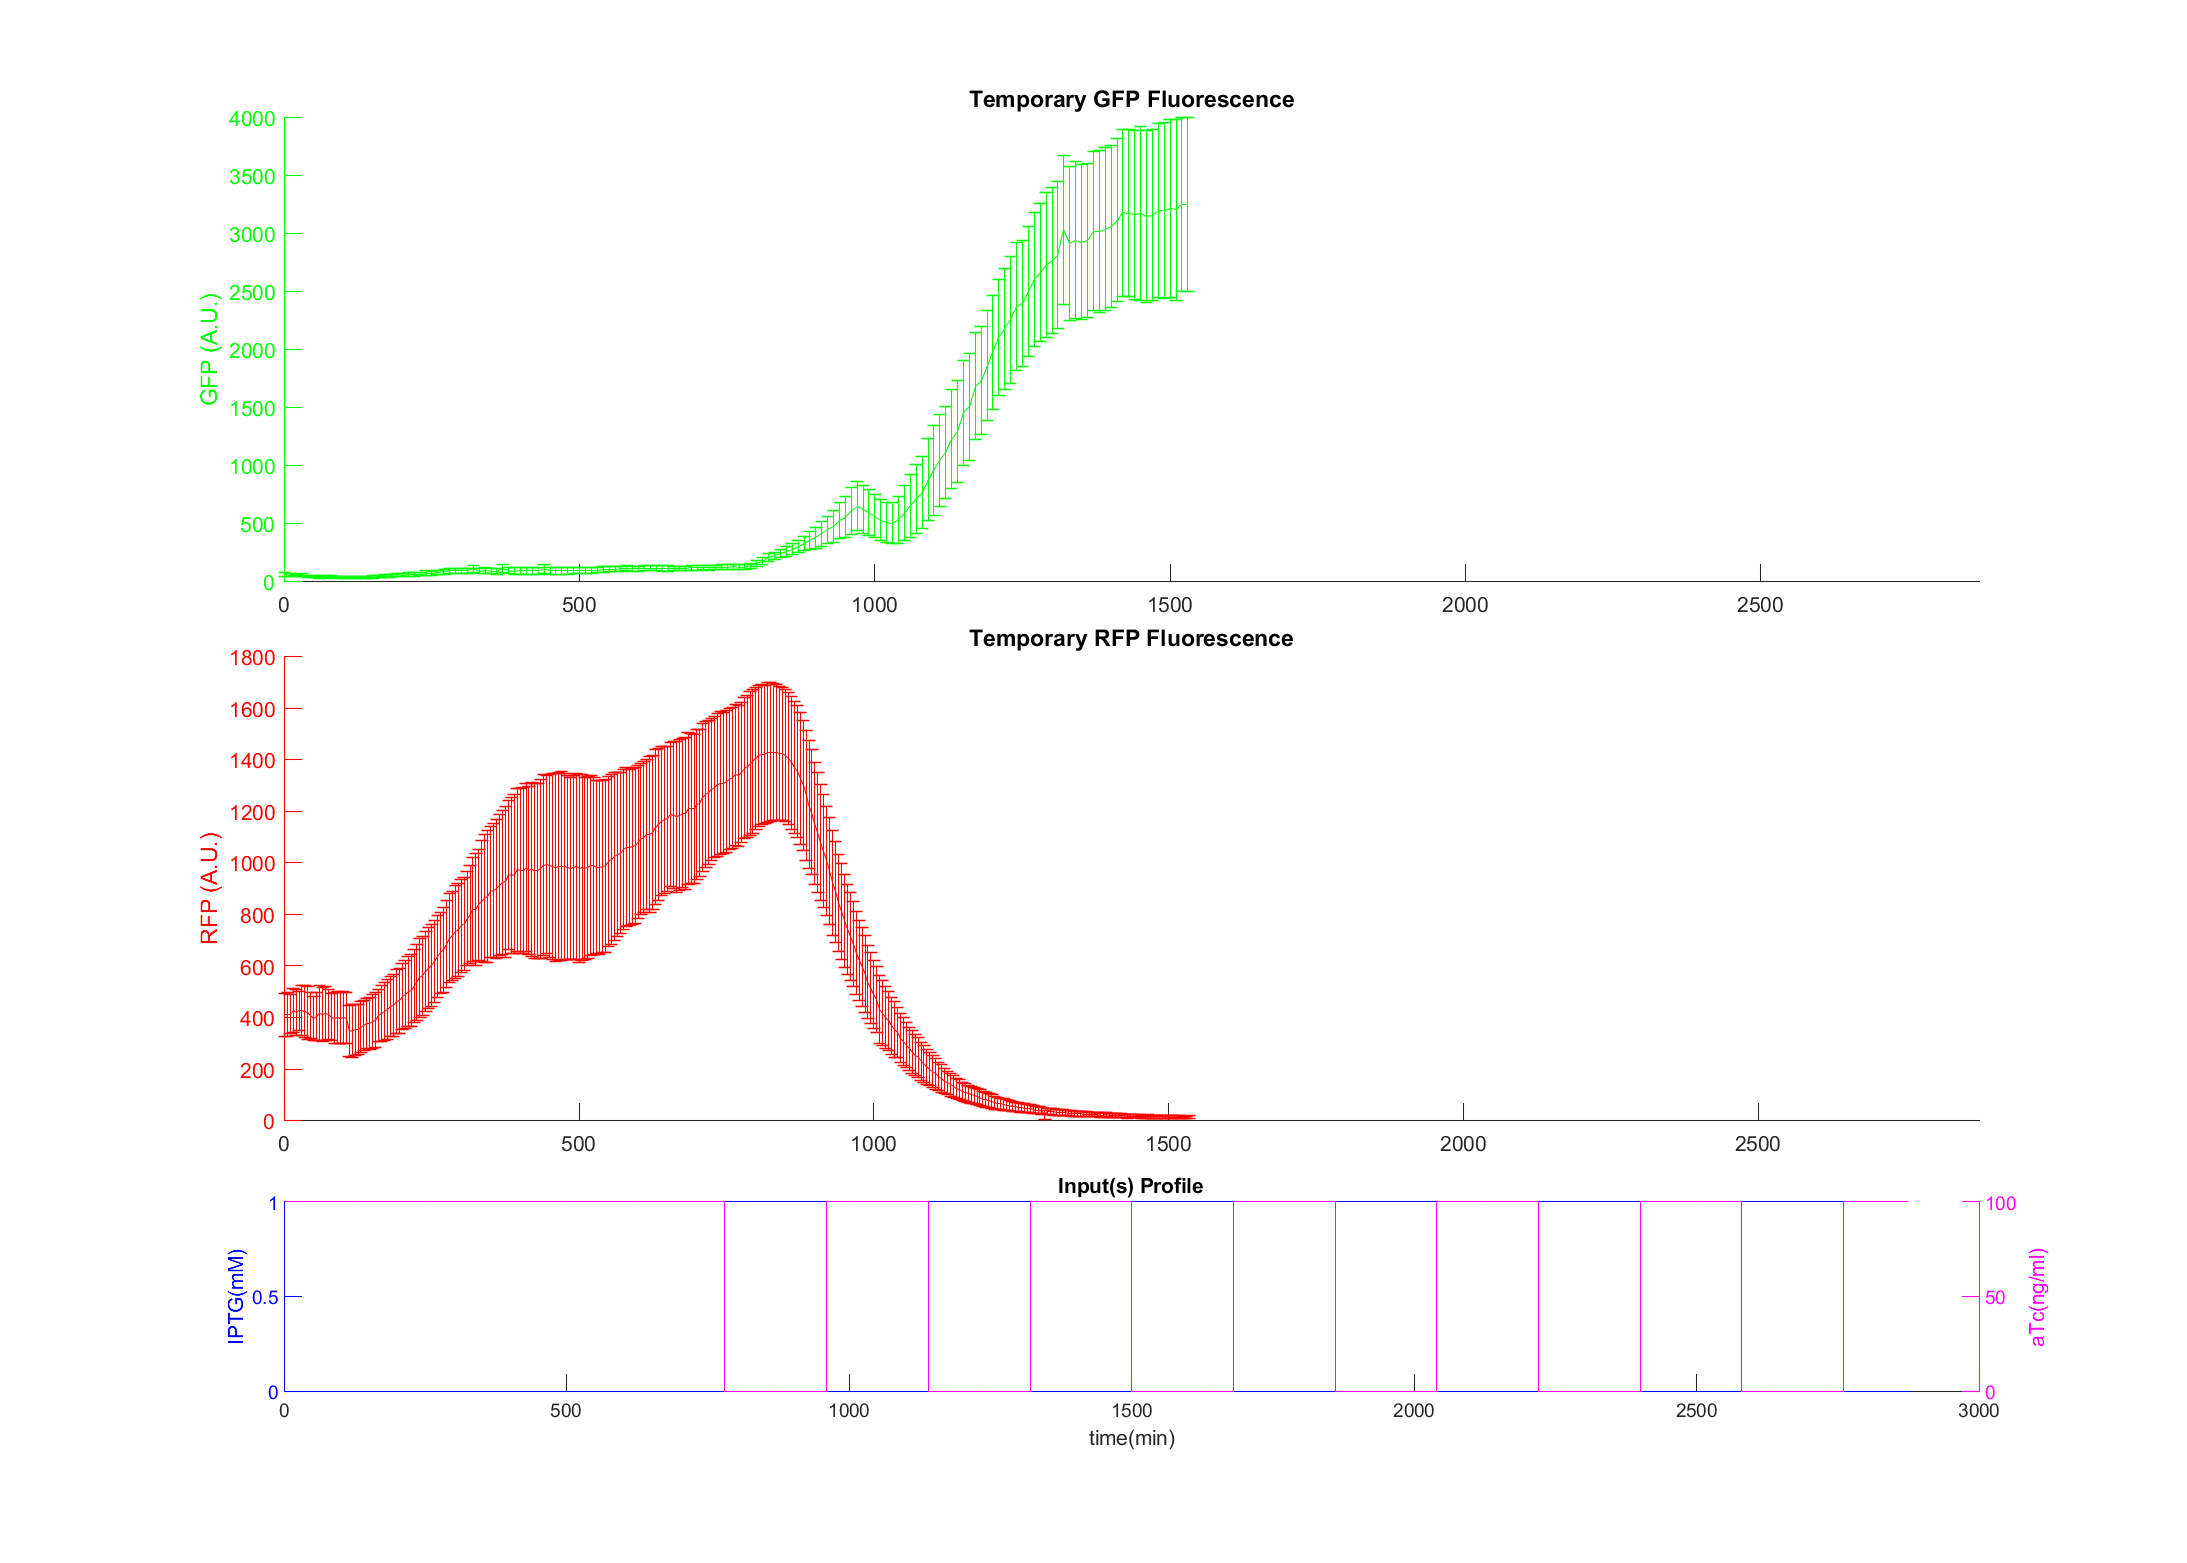 Temporary GFP Fluorescence
4000
3500
3000
2500
2000
1500
1000
500
0
GFP (A.U.)
0 500 1000 1500 2000 2500
Temporary RFP Fluorescence
1800
1600
1400
1200
1000
800
600
400
200
0
RFP (A.U.)
0 500 1000 1500 2000 2500
Input(s) Profile
1
0.5
0
IPTG(mM)
100
50
0
aTc(ng/ml)
0 500 1000 1500 2000 2500 3000
time(min)